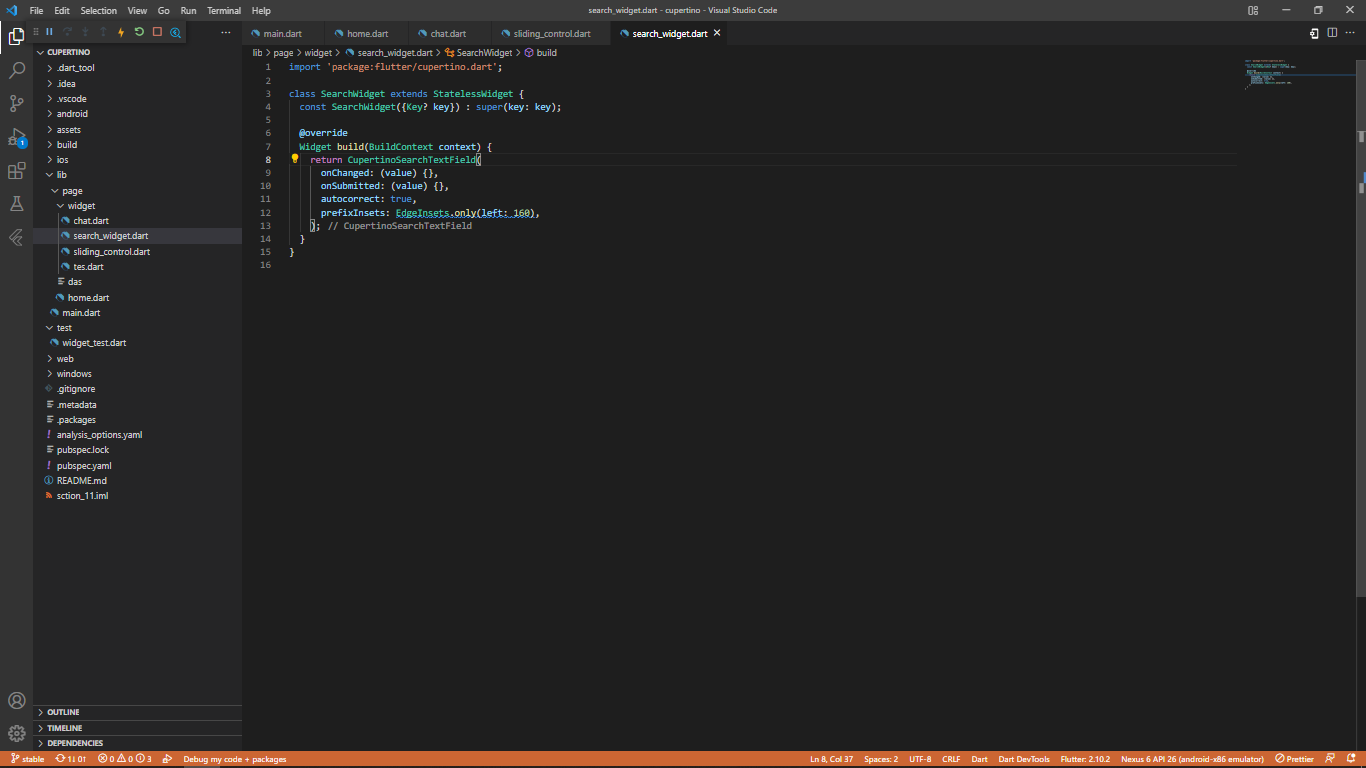 File Edit Selection View Go Run Terminal Help
search_widget.dart - cupertino - Visual Studio Code
main.dart
home.dart
chat.dart
sliding_control.dart
search_widget.dart
CUPERTINO
.dart_tool
.idea
.vscode
android
assets
build
ios
lib
page
widget
chat.dart
search_widget.dart
sliding_control.dart
tes.dart
das
home.dart
main.dart
test
widget_test.dart
web
windows
.gitignore
.metadata
.packages
analysis_options.yaml
pubspec.lock
pubspec.yaml
README.md
sction_11.iml
OUTLINE
TIMELINE
DEPENDENCIES
1
lib > page > widget > search_widget.dart > SearchWidget > build
1 import 'package:flutter/cupertino.dart';
2
3 class SearchWidget extends StatelessWidget {
4 const SearchWidget({Key? key}) : super(key: key);
5
6 @override
7 Widget build(BuildContext context) {
8 return CupertinoSearchTextField(
9 onChanged: (value) {},
10 onSubmitted: (value) {},
11 autocorrect: true,
12 prefixInsets: EdgeInsets.only(left: 160),
13 ); // CupertinoSearchTextField
14 }
15 }
16
stable 1↓ 0↑ 0 0 3 Debug my code + packages
Ln 8, Col 37 Spaces: 2 UTF-8 CRLF Dart Dart DevTools Flutter: 2.10.2 Nexus 6 API 26 (android-x86 emulator) Prettier